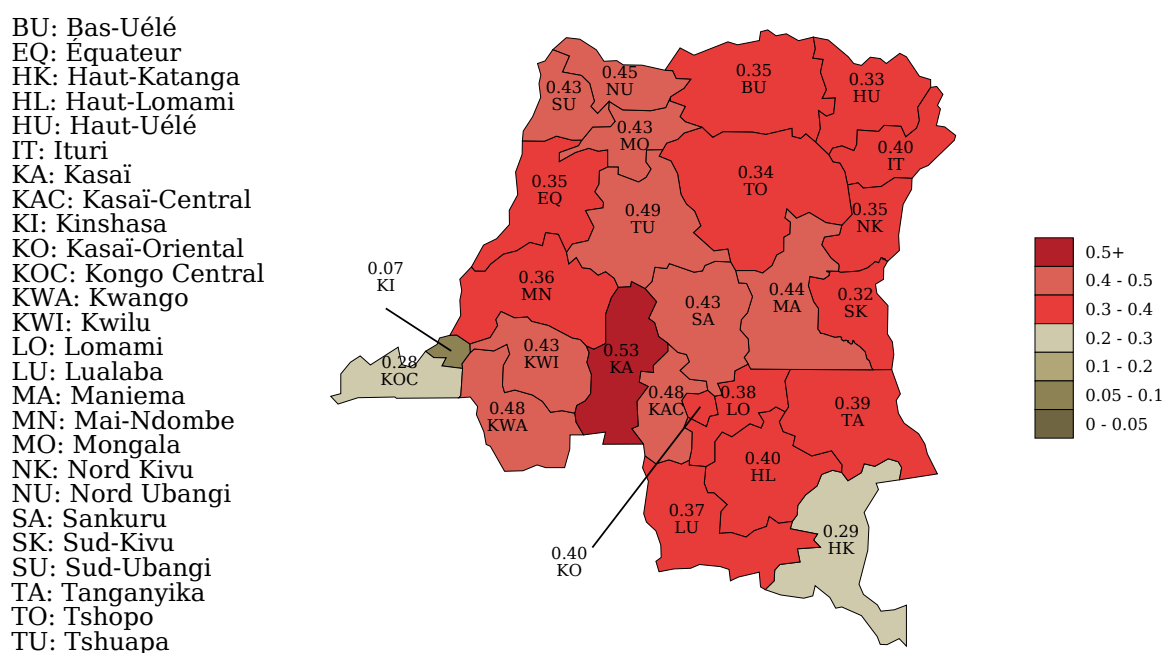 BU: Bas-Uélé
EQ: Équateur
HK: Haut-Katanga
HL: Haut-Lomami
HU: Haut-Uélé
IT: Ituri
KA: Kasaï
KAC: Kasaï-Central
KI: Kinshasa
KO: Kasaï-Oriental
KOC: Kongo Central
KWA: Kwango
KWI: Kwilu
LO: Lomami
LU: Lualaba
MA: Maniema
MN: Mai-Ndombe
MO: Mongala
NK: Nord Kivu
NU: Nord Ubangi
SA: Sankuru
SK: Sud-Kivu
SU: Sud-Ubangi
TA: Tanganyika
TO: Tshopo
TU: Tshuapa
0.45
NU
0.43
SU
0.35
BU
0.33
HU
0.43
MO
0.40
IT
0.35
EQ
0.34
TO
0.49
TU
0.35
NK
0.07
KI
0.36
MN
0.43
SA
0.44
MA
0.32
SK
0.28
KOC
0.43
KWI
0.53
KA
0.48
KWA
0.48
KAC
0.38
LO
0.39
TA
0.40
HL
0.37
LU
0.29
HK
0.40
KO
0.5+
0.4 - 0.5
0.3 - 0.4
0.2 - 0.3
0.1 - 0.2
0.05 - 0.1
0 - 0.05